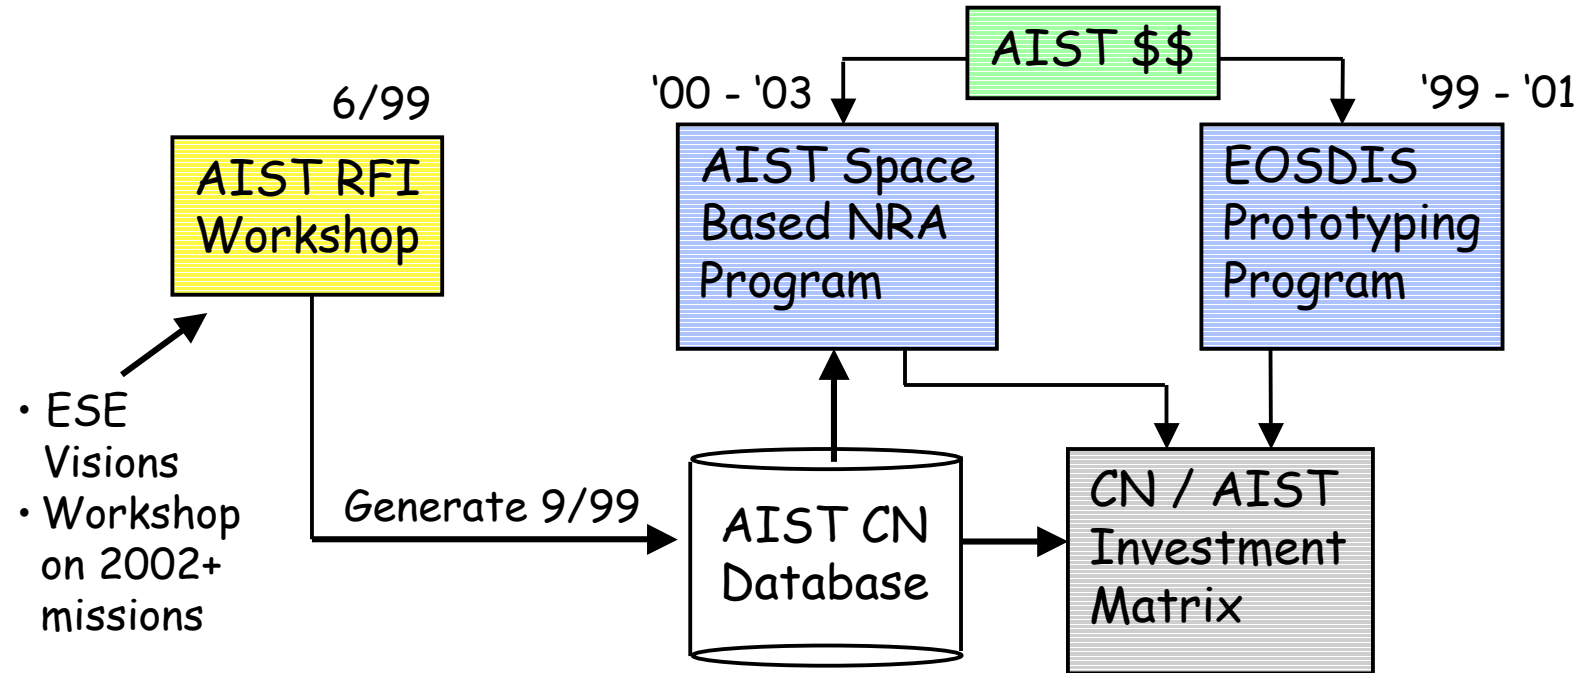 6/99
AIST RFI
Workshop
• ESE
Visions
• Workshop
on 2002+
missions
Generate 9/99
AIST $$
'00 - '03
AIST Space
Based NRA
Program
'99 - '01
EOSDIS
Prototyping
Program
AIST CN
Database
CN / AIST
Investment
Matrix